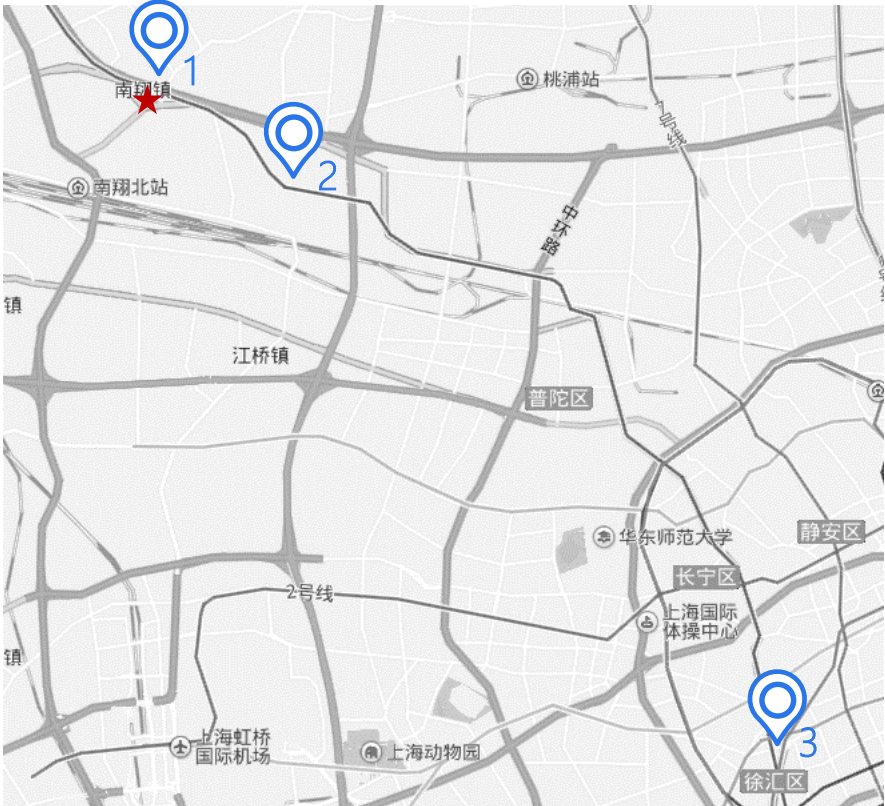 1
南翔镇
桃浦站
7号线
2
南翔北站
中环路
镇
江桥镇
普陀区
静安区
华东师范大学
长宁区
2号线
上海国际
体操中心
镇
3
上海虹桥
国际机场
上海动物园
徐汇区